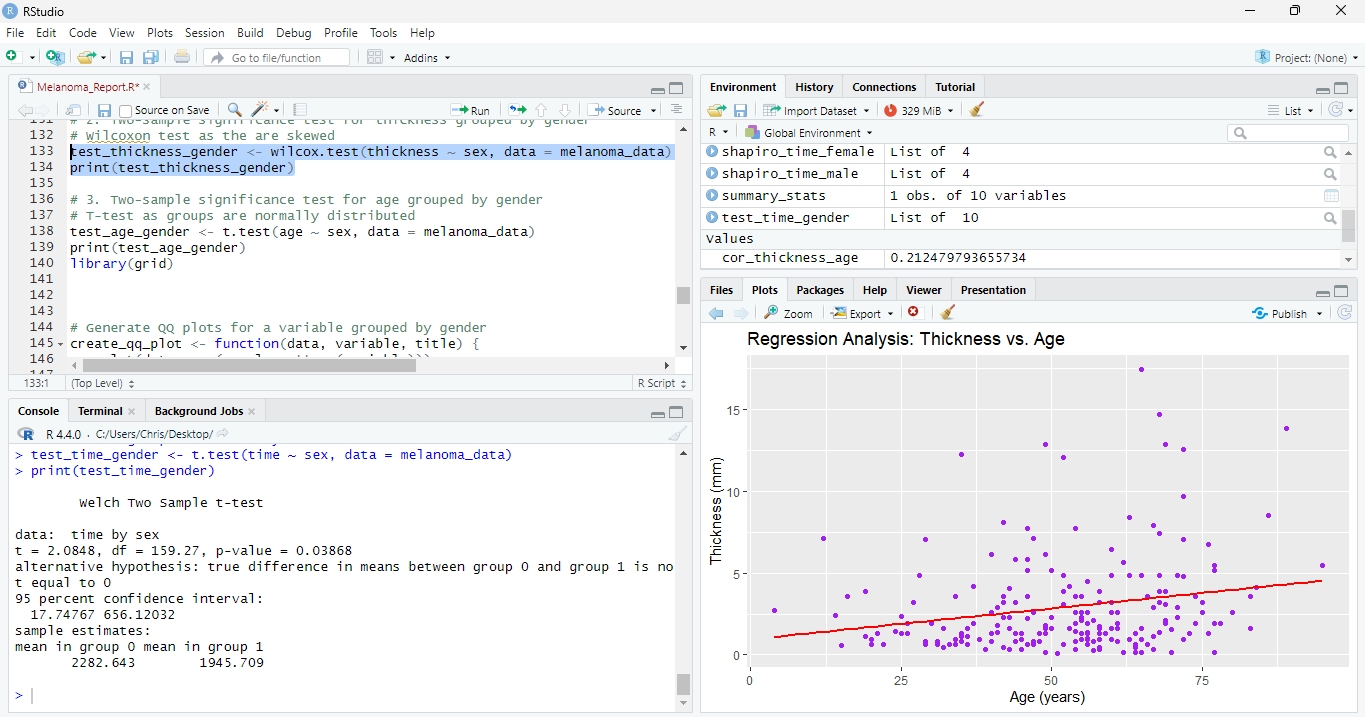 RStudio
File Edit Code View Plots Session Build Debug Profile Tools Help
Go to file/function Addins Project: (None)
Melanoma_Report.R*
Source on Save Run Source
131 # 2. Two-sample significance test for thickness grouped by gender
132 # Wilcoxon test as the are skewed
133 test_thickness_gender <- wilcox.test(thickness ~ sex, data = melanoma_data)
134 print(test_thickness_gender)
135
136 # 3. Two-sample significance test for age grouped by gender
137 # T-test as groups are normally distributed
138 test_age_gender <- t.test(age ~ sex, data = melanoma_data)
139 print(test_age_gender)
140 library(grid)
141
142
143
144 # Generate QQ plots for a variable grouped by gender
145 create_qq_plot <- function(data, variable, title) {
146
147
133:1 (Top Level) R Script
Console Terminal Background Jobs
R 4.4.0 · C:/Users/Chris/Desktop/
> test_time_gender <- t.test(time ~ sex, data = melanoma_data)
> print(test_time_gender)
Welch Two Sample t-test
data: time by sex
t = 2.0848, df = 159.27, p-value = 0.03868
alternative hypothesis: true difference in means between group 0 and group 1 is no
t equal to 0
95 percent confidence interval:
17.74767 656.12032
sample estimates:
mean in group 0 mean in group 1
2282.643 1945.709
>
Environment History Connections Tutorial
Import Dataset 329 MiB List
R Global Environment
shapiro_time_female List of 4
shapiro_time_male List of 4
summary_stats 1 obs. of 10 variables
test_time_gender List of 10
Values
cor_thickness_age 0.212479793655734
Files Plots Packages Help Viewer Presentation
Zoom Export Publish
Regression Analysis: Thickness vs. Age
Thickness (mm)
15
10
5
0
0 25 50 75
Age (years)